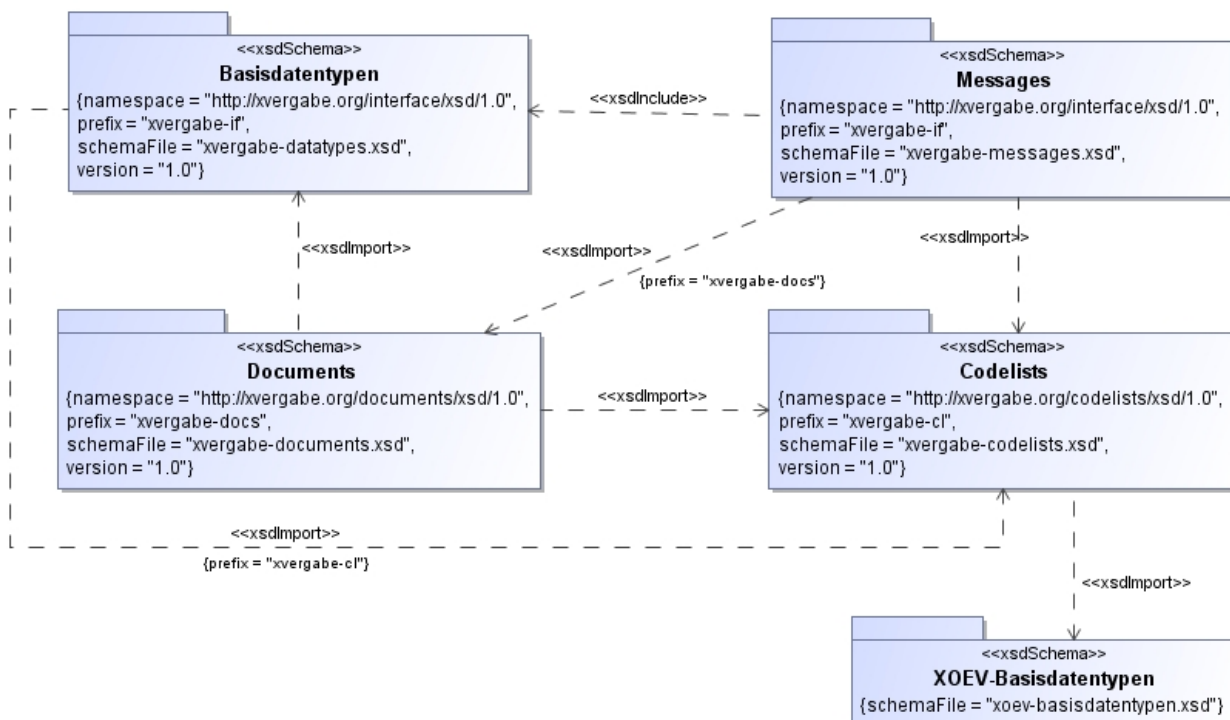 <<xsdSchema>>
Basisdatentypen
{namespace = "http://xvergabe.org/interface/xsd/1.0",
prefix = "xvergabe-if",
schemaFile = "xvergabe-datatypes.xsd",
version = "1.0"}
<<xsdInclude>>
<<xsdSchema>>
Messages
{namespace = "http://xvergabe.org/interface/xsd/1.0",
prefix = "xvergabe-if",
schemaFile = "xvergabe-messages.xsd",
version = "1.0"}
<<xsdImport>>
<<xsdImport>>
{prefix = "xvergabe-docs"}
<<xsdImport>>
<<xsdSchema>>
Documents
{namespace = "http://xvergabe.org/documents/xsd/1.0",
prefix = "xvergabe-docs",
schemaFile = "xvergabe-documents.xsd",
version = "1.0"}
<<xsdImport>>
<<xsdSchema>>
Codelists
{namespace = "http://xvergabe.org/codelists/xsd/1.0",
prefix = "xvergabe-cl",
schemaFile = "xvergabe-codelists.xsd",
version = "1.0"}
<<xsdImport>>
{prefix = "xvergabe-cl"}
<<xsdImport>>
<<xsdSchema>>
XOEV-Basisdatentypen
{schemaFile = "xoev-basisdatentypen.xsd"}